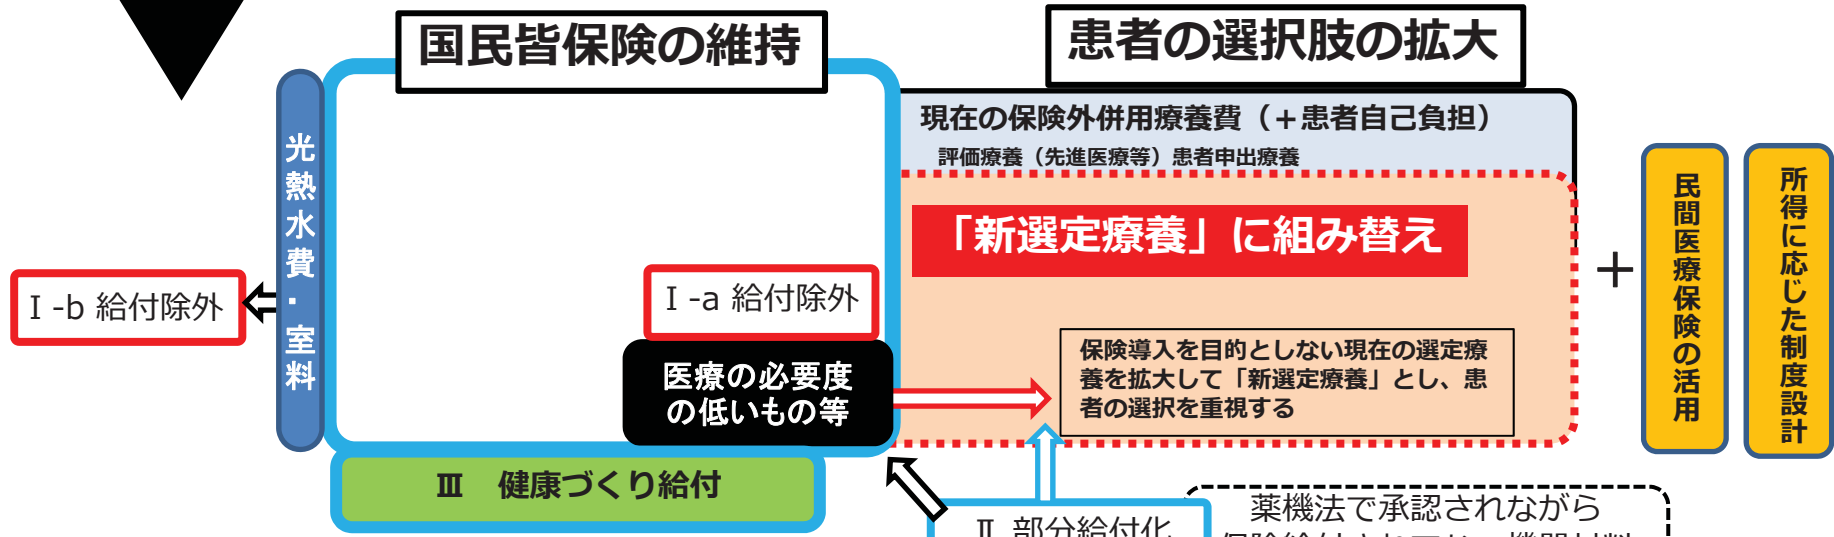 国民皆保険の維持
患者の選択肢の拡大
現在の保険外併用療養費（＋患者自己負担）
評価療養（先進医療等）患者申出療養
光熱水費・室料
「新選定療養」に組み替え
Ⅰ-b 給付除外
Ⅰ-a 給付除外
医療の必要度
の低いもの等
保険導入を目的としない現在の選定療
養を拡大して「新選定療養」とし、患
者の選択を重視する
＋
民間医療保険の活用
所得に応じた制度設計
Ⅲ　健康づくり給付
Ⅱ 部分給付化
薬機法で承認されながら